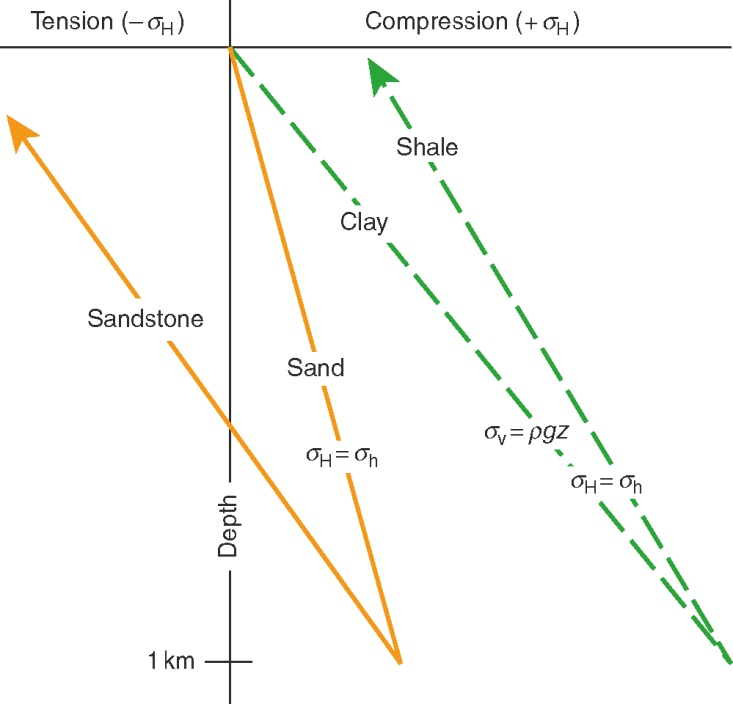 Tension (−σH)
Compression (+σH)
Shale
Clay
Sandstone
Sand
σv = ρgz
σH = σh
σH = σh
Depth
1 km